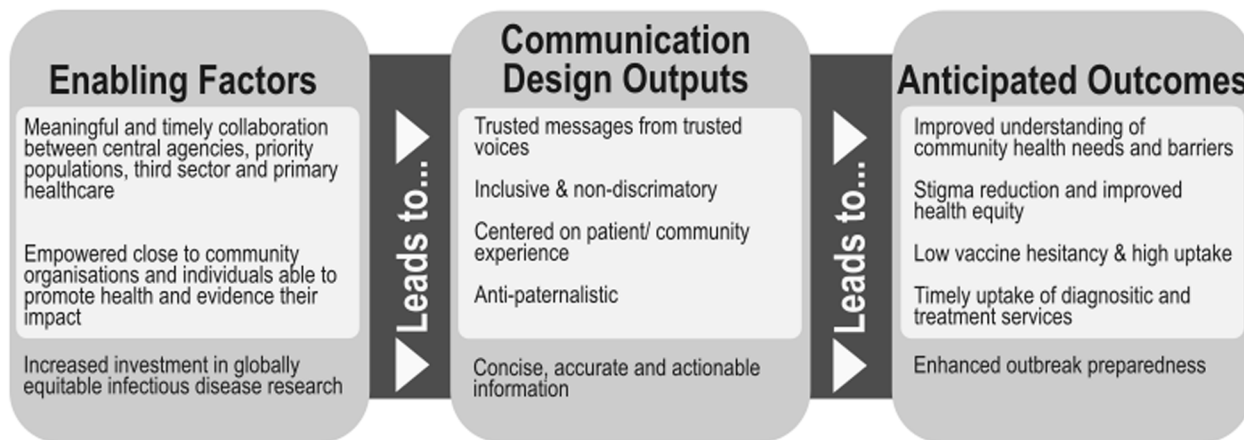 Enabling Factors
Meaningful and timely collaboration
between central agencies, priority
populations, third sector and primary
healthcare
Empowered close to community
organisations and individuals able to
promote health and evidence their
impact
Increased investment in globally
equitable infectious disease research
Leads to...
Communication
Design Outputs
Trusted messages from trusted
voices
Inclusive & non-discrimatory
Centered on patient/ community
experience
Anti-paternalistic
Concise, accurate and actionable
information
Leads to...
Anticipated Outcomes
Improved understanding of
community health needs and barriers
Stigma reduction and improved
health equity
Low vaccine hesitancy & high uptake
Timely uptake of diagnositic and
treatment services
Enhanced outbreak preparedness